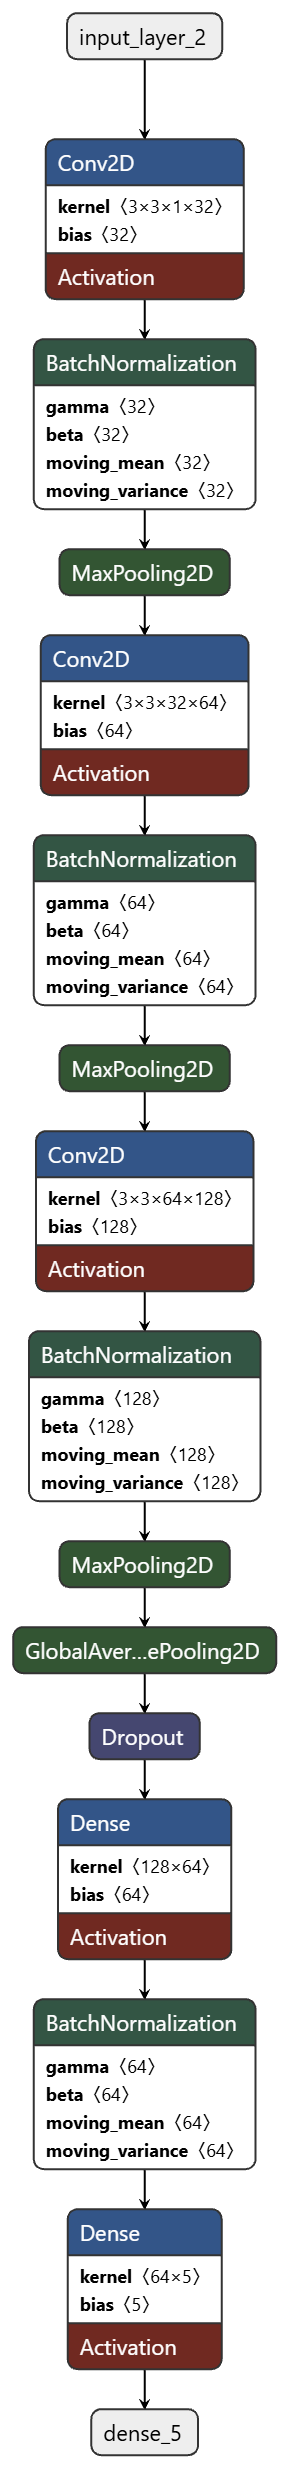 input_layer_2
Conv2D
kernel 〈3×3×1×32〉
bias 〈32〉
Activation
BatchNormalization
gamma 〈32〉
beta 〈32〉
moving_mean 〈32〉
moving_variance 〈32〉
MaxPooling2D
Conv2D
kernel 〈3×3×32×64〉
bias 〈64〉
Activation
BatchNormalization
gamma 〈64〉
beta 〈64〉
moving_mean 〈64〉
moving_variance 〈64〉
MaxPooling2D
Conv2D
kernel 〈3×3×64×128〉
bias 〈128〉
Activation
BatchNormalization
gamma 〈128〉
beta 〈128〉
moving_mean 〈128〉
moving_variance 〈128〉
MaxPooling2D
GlobalAver…ePooling2D
Dropout
Dense
kernel 〈128×64〉
bias 〈64〉
Activation
BatchNormalization
gamma 〈64〉
beta 〈64〉
moving_mean 〈64〉
moving_variance 〈64〉
Dense
kernel 〈64×5〉
bias 〈5〉
Activation
dense_5